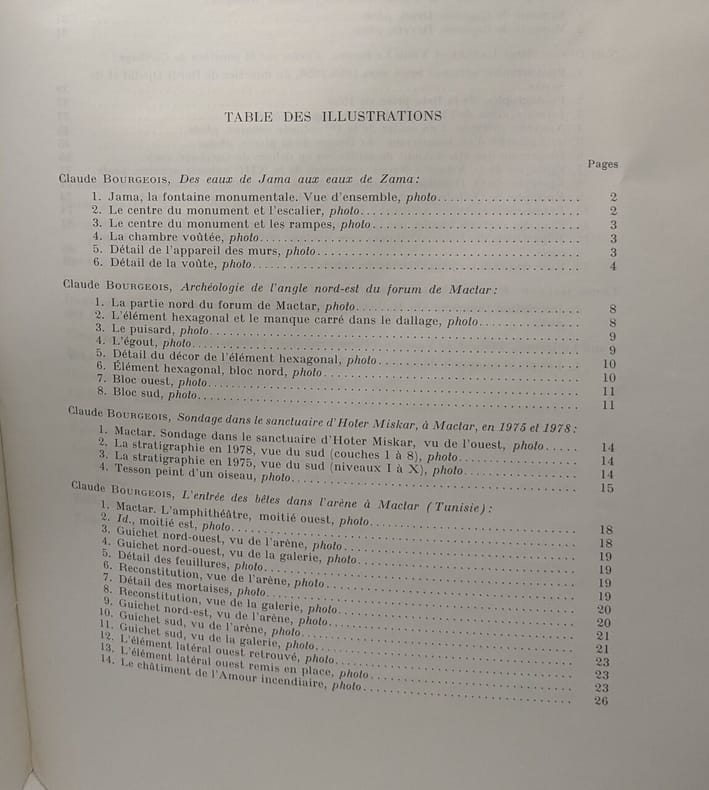 TABLE DES ILLUSTRATIONS
Pages
Claude BOURGEOIS, Des eaux de Jama aux eaux de Zama :
1. Jama, la fontaine monumentale. Vue d'ensemble, photo 2
2. Le centre du monument et l'escalier, photo 2
3. Le centre du monument et les rampes, photo 3
4. La chambre voûtée, photo 3
5. Détail de l'appareil des murs, photo 3
6. Détail de la voûte, photo 4
Claude BOURGEOIS, Archéologie de l'angle nord-est du forum de Mactar :
1. La partie nord du forum de Mactar, photo 8
2. L'élément hexagonal et le manque carré dans le dallage, photo 8
3. Le puisard, photo 9
4. L'égout, photo 9
5. Détail du décor de l'élément hexagonal, photo 10
6. Élément hexagonal, bloc nord, photo 10
7. Bloc ouest, photo 11
8. Bloc sud, photo 11
Claude BOURGEOIS, Sondage dans le sanctuaire d'Hoter Miskar, à Mactar, en 1975 et 1978 :
1. Mactar. Sondage dans le sanctuaire d'Hoter Miskar, vu de l'ouest, photo 14
2. La stratigraphie en 1978, vue du sud (couches 1 à 8), photo 14
3. La stratigraphie en 1975, vue du sud (niveaux I à X), photo 14
4. Tesson peint d'un oiseau, photo 15
Claude BOURGEOIS, L'entrée des bêtes dans l'arène à Mactar (Tunisie) :
1. Mactar. L'amphithéâtre, moitié ouest, photo 18
2. Id., moitié est, photo 18
3. Guichet nord-ouest, vu de l'arène, photo 19
4. Guichet nord-ouest, vu de la galerie, photo 19
5. Détail des feuillures, photo 19
6. Reconstitution, vue de l'arène, photo 19
7. Détail des mortaises, photo 20
8. Reconstitution, vue de la galerie, photo 20
9. Guichet nord-est, vu de l'arène, photo 21
10. Guichet sud, vu de l'arène, photo 21
11. Guichet sud, vu de la galerie, photo 23
12. L'élément latéral ouest retrouvé, photo 23
13. L'élément latéral ouest remis en place, photo 23
14. Le châtiment de l'Amour incendiaire, photo 26